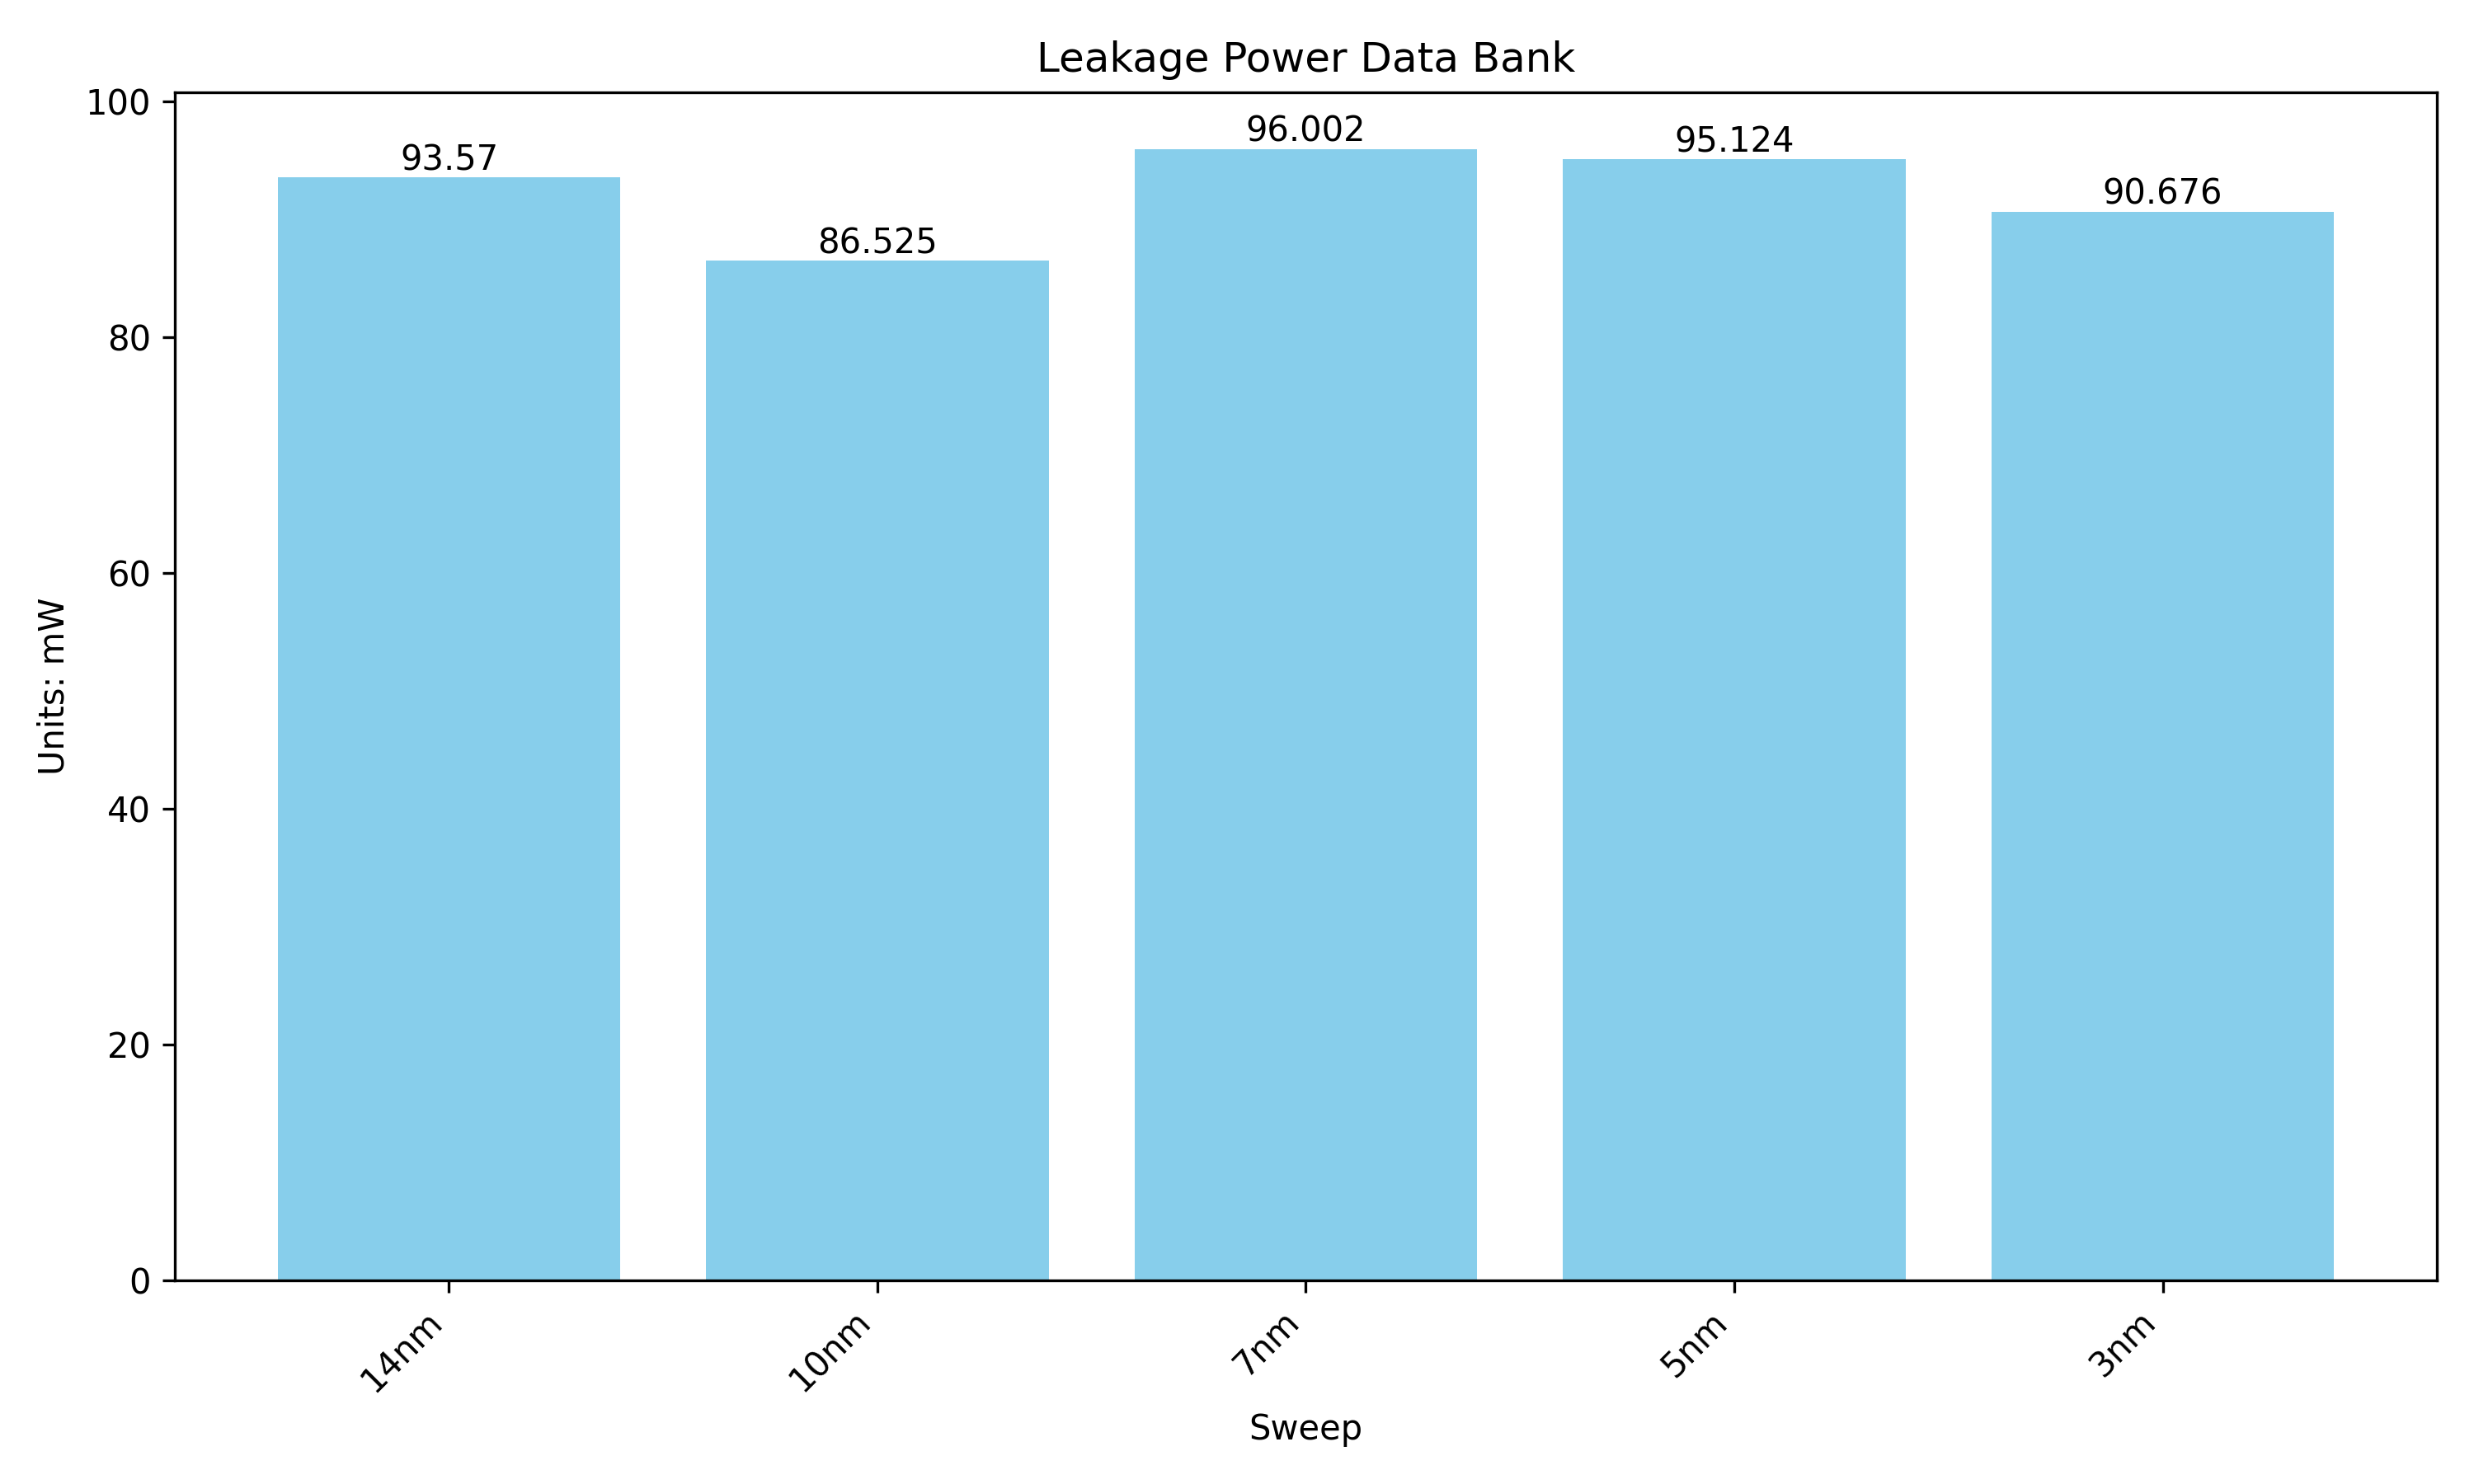 Leakage Power Data Bank
100
80
60
40
20
0
Units: mW
93.57
86.525
96.002
95.124
90.676
14nm
10nm
7nm
5nm
3nm
Sweep